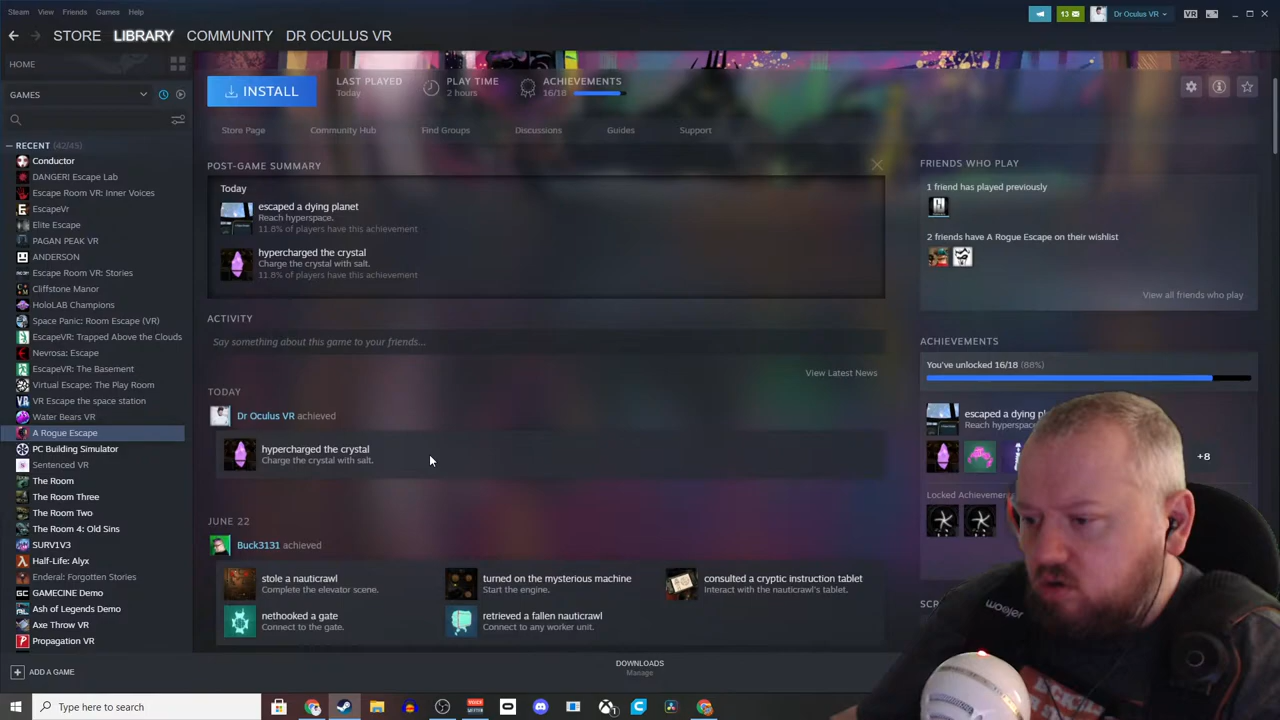 Steam View Friends Games Help
13 Dr Oculus VR VR
STORE LIBRARY COMMUNITY DR OCULUS VR
HOME
GAMES
RECENT (42/49)
Conductor
DANGER! Escape Lab
Escape Room VR: Inner Voices
EscapeVr
Elite Escape
PAGAN PEAK VR
ANDERSON
Escape Room VR: Stories
Cliffstone Manor
HoloLAB Champions
Space Panic: Room Escape (VR)
EscapeVR: Trapped Above the Clouds
Nevrosa: Escape
EscapeVR: The Basement
Virtual Escape: The Play Room
VR Escape the space station
Water Bears VR
A Rogue Escape
PC Building Simulator
Sentenced VR
The Room
The Room Three
The Room Two
The Room 4: Old Sins
SURV1V3
Half-Life: Alyx
Enderal: Forgotten Stories
GAMECINE Demo
Ash of Legends Demo
Axe Throw VR
Propagation VR
ADD A GAME
INSTALL
LAST PLAYED
Today
PLAY TIME
2 hours
ACHIEVEMENTS
16/18
Store Page Community Hub Find Groups Discussions Guides Support
POST-GAME SUMMARY
Today
escaped a dying planet
Reach hyperspace.
11.8% of players have this achievement
hypercharged the crystal
Charge the crystal with salt.
11.8% of players have this achievement
ACTIVITY
Say something about this game to your friends...
View Latest News
TODAY
Dr Oculus VR achieved
hypercharged the crystal
Charge the crystal with salt.
JUNE 22
Buck3131 achieved
stole a nauticrawl
Complete the elevator scene.
turned on the mysterious machine
Start the engine.
consulted a cryptic instruction tablet
Interact with the nauticrawl's tablet.
nethooked a gate
Connect to the gate.
retrieved a fallen nauticrawl
Connect to any worker unit.
FRIENDS WHO PLAY
1 friend has played previously
2 friends have A Rogue Escape on their wishlist
View all friends who play
ACHIEVEMENTS
You've unlocked 16/18 (88%)
escaped a dying pl
Reach hyperspace
+8
Locked Achievemen
SCR
woojer
DOWNLOADS
Manage
Type here to search